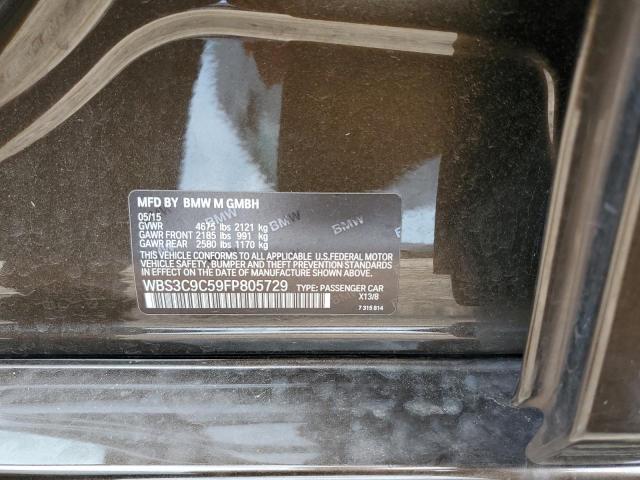 MFD BY BMW M GMBH
05/15
GVWR 4675 lbs 2121 kg
GAWR FRONT 2185 lbs 991 kg
GAWR REAR 2580 lbs 1170 kg
THIS VEHICLE CONFORMS TO ALL APPLICABLE U.S.FEDERAL MOTOR
VEHICLE SAFETY, BUMPER AND THEFT PREVENTION STANDARDS
IN EFFECT ON THE DATE OF MANUFACTURE SHOWN ABOVE.
WBS3C9C59FP805729 TYPE: PASSENGER CAR
X13/8
7 315 814